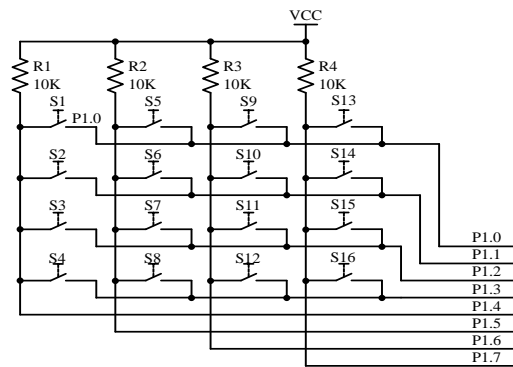 VCC
R1 R2 R3 R4
10K 10K 10K 10K
S1 S5 S9 S13
P1.0
S2 S6 S10 S14
S3 S7 S11 S15
S4 S8 S12 S16
P1.0
P1.1
P1.2
P1.3
P1.4
P1.5
P1.6
P1.7